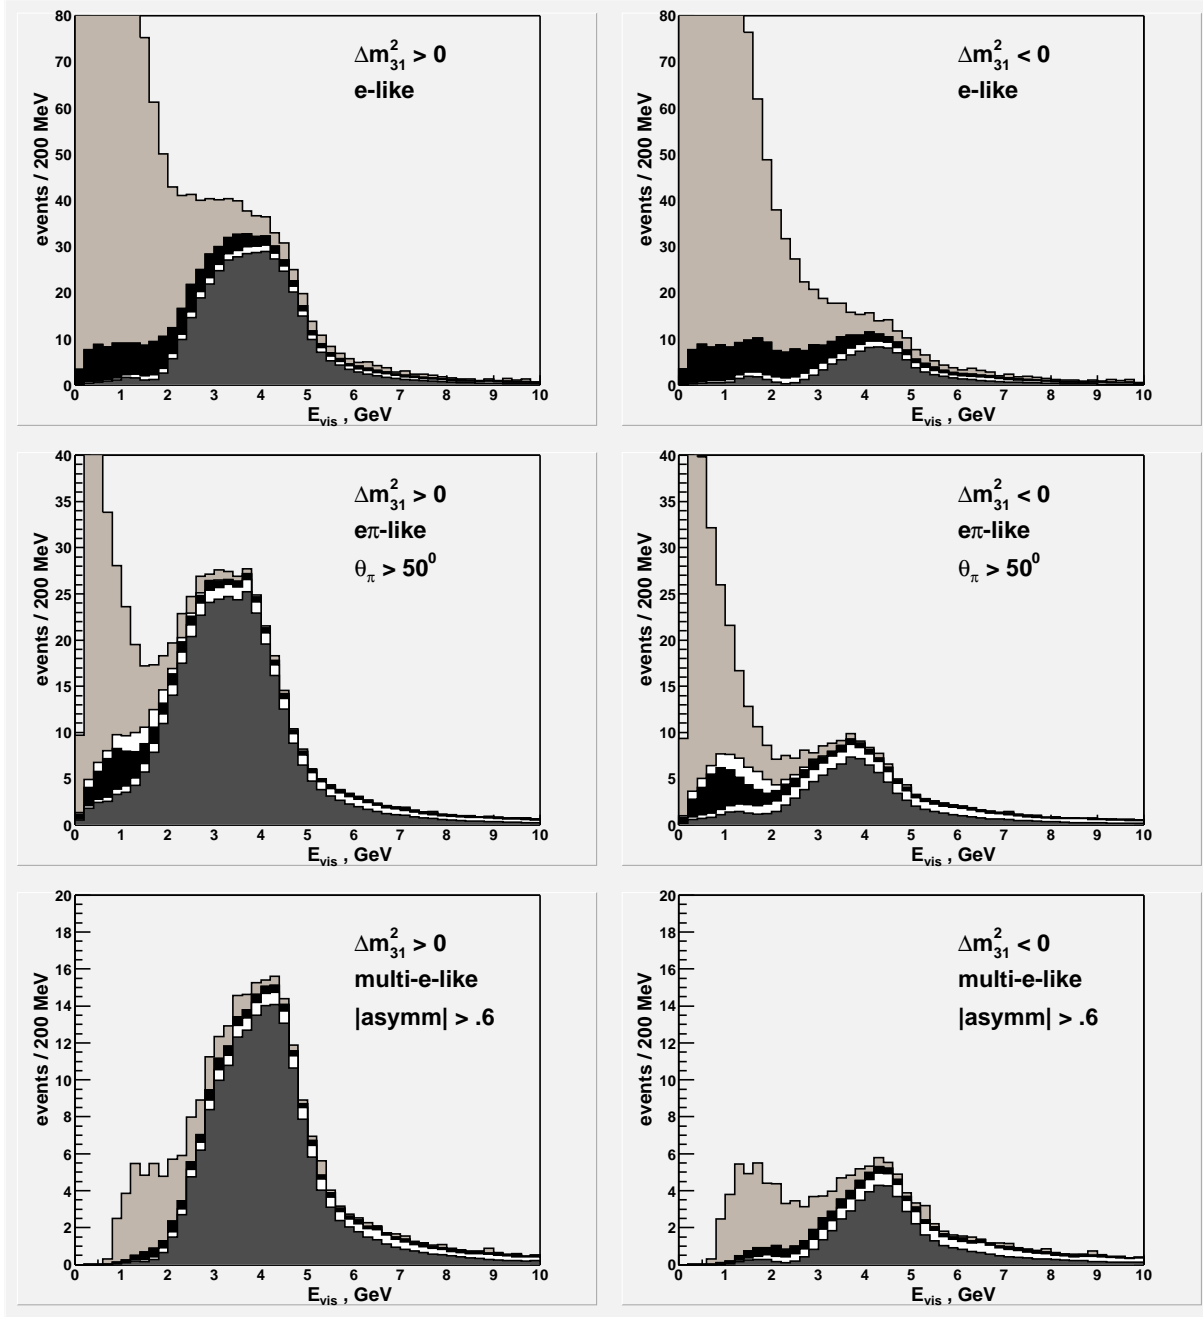 80
70
60
50
40
30
20
10
0
events / 200 MeV
Δm²₃₁ > 0
e-like
0 1 2 3 4 5 6 7 8 9 10
E_vis , GeV
80
70
60
50
40
30
20
10
0
events / 200 MeV
Δm²₃₁ < 0
e-like
0 1 2 3 4 5 6 7 8 9 10
E_vis , GeV
40
35
30
25
20
15
10
5
0
events / 200 MeV
Δm²₃₁ > 0
eπ-like
θ_π > 50⁰
0 1 2 3 4 5 6 7 8 9 10
E_vis , GeV
40
35
30
25
20
15
10
5
0
events / 200 MeV
Δm²₃₁ < 0
eπ-like
θ_π > 50⁰
0 1 2 3 4 5 6 7 8 9 10
E_vis , GeV
20
18
16
14
12
10
8
6
4
2
0
events / 200 MeV
Δm²₃₁ > 0
multi-e-like
|asymm| > .6
0 1 2 3 4 5 6 7 8 9 10
E_vis , GeV
20
18
16
14
12
10
8
6
4
2
0
events / 200 MeV
Δm²₃₁ < 0
multi-e-like
|asymm| > .6
0 1 2 3 4 5 6 7 8 9 10
E_vis , GeV